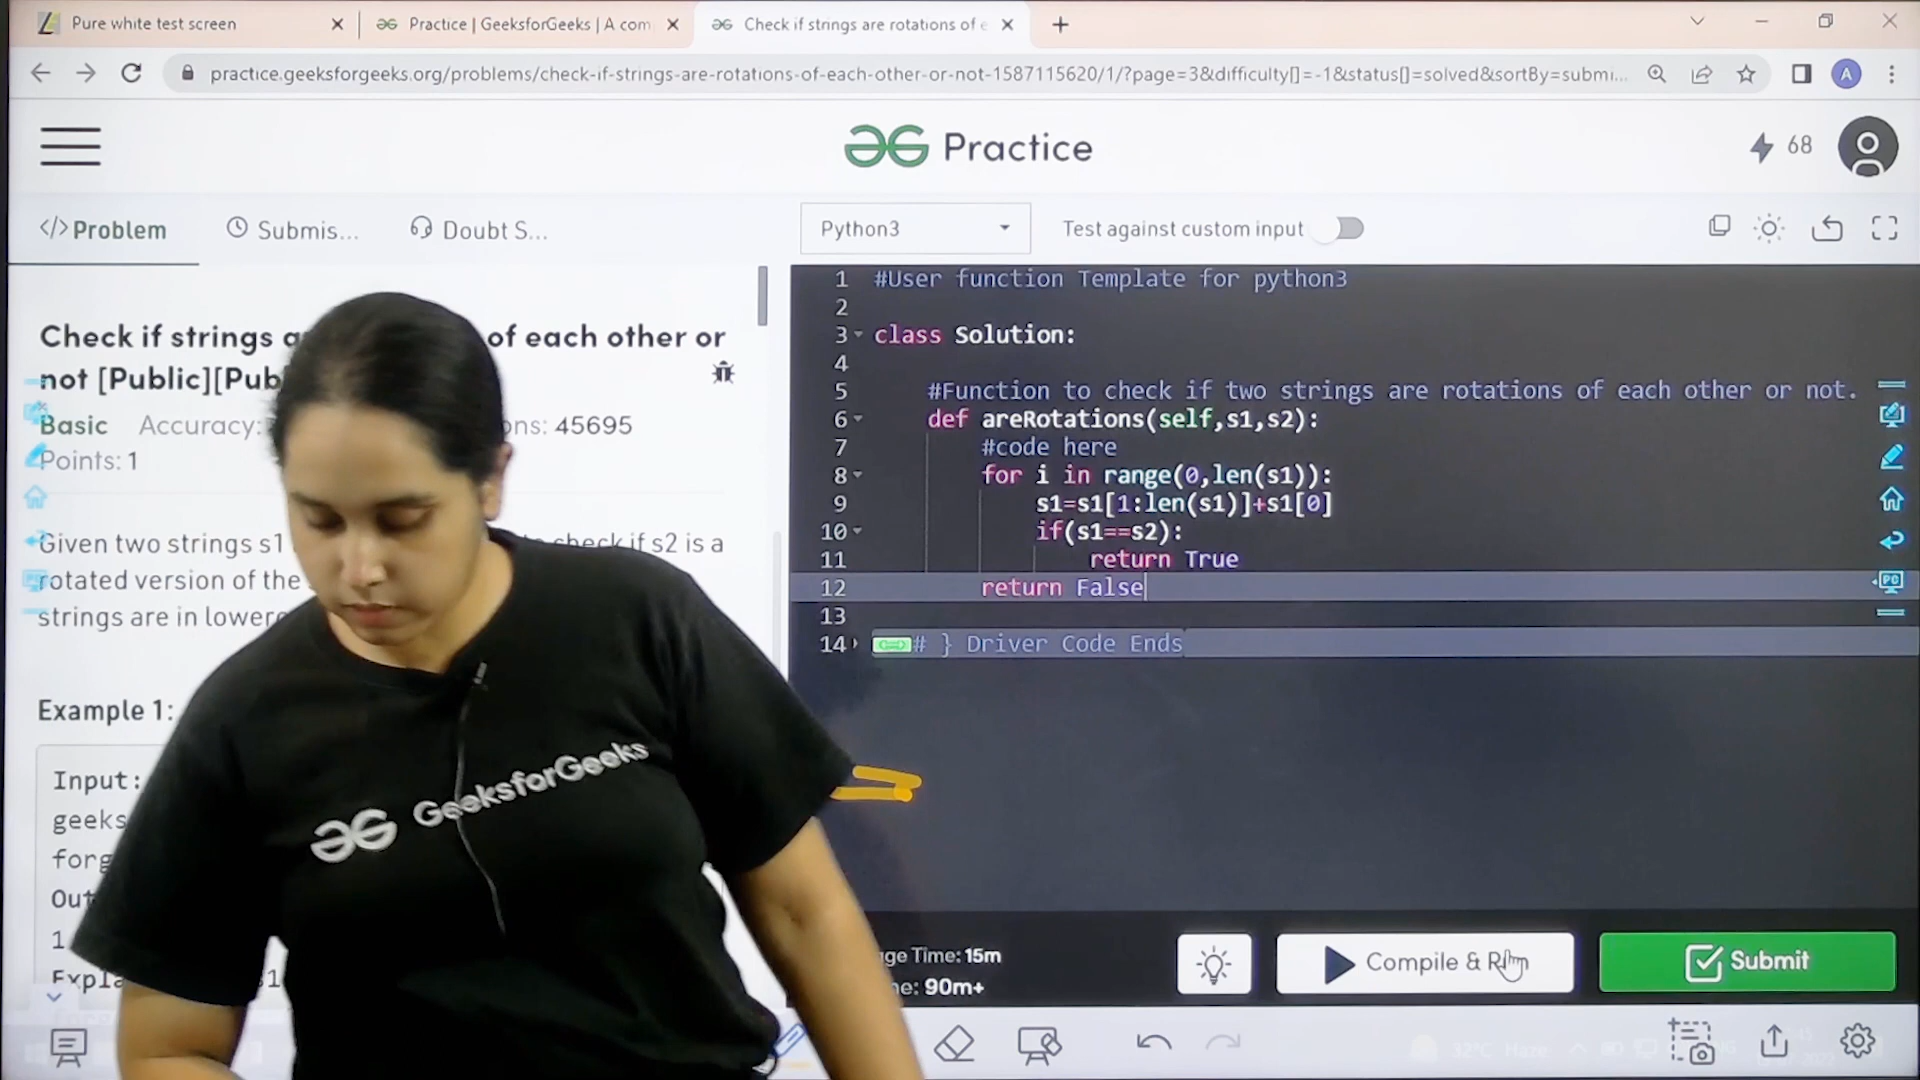 Pure white test screen
Practice | GeeksforGeeks | A com
Check if strings are rotations of e
practice.geeksforgeeks.org/problems/check-if-strings-are-rotations-of-each-other-or-not-1587115620/1/?page=3&difficulty[]=-1&status[]=solved&sortBy=submi...
A
Practice
68
</> Problem
Submis...
Doubt S...
Python3
Test against custom input
Check if strings a of each other or
not [Public][Pub
Basic Accuracy: ons: 45695
Points: 1
Given two strings s1 check if s2 is a
rotated version of the
strings are in lowerc
Example 1:
Input:
geeks
forg
Out
1
Expla s1
1 #User function Template for python3
2
3 class Solution:
4
5 #Function to check if two strings are rotations of each other or not.
6 def areRotations(self,s1,s2):
7 #code here
8 for i in range(0,len(s1)):
9 s1=s1[1:len(s1)]+s1[0]
10 if(s1==s2):
11 return True
12 return False
13
14 # } Driver Code Ends
GeeksforGeeks
ge Time: 15m
e: 90m+
Compile & Run
Submit
32°C Haze